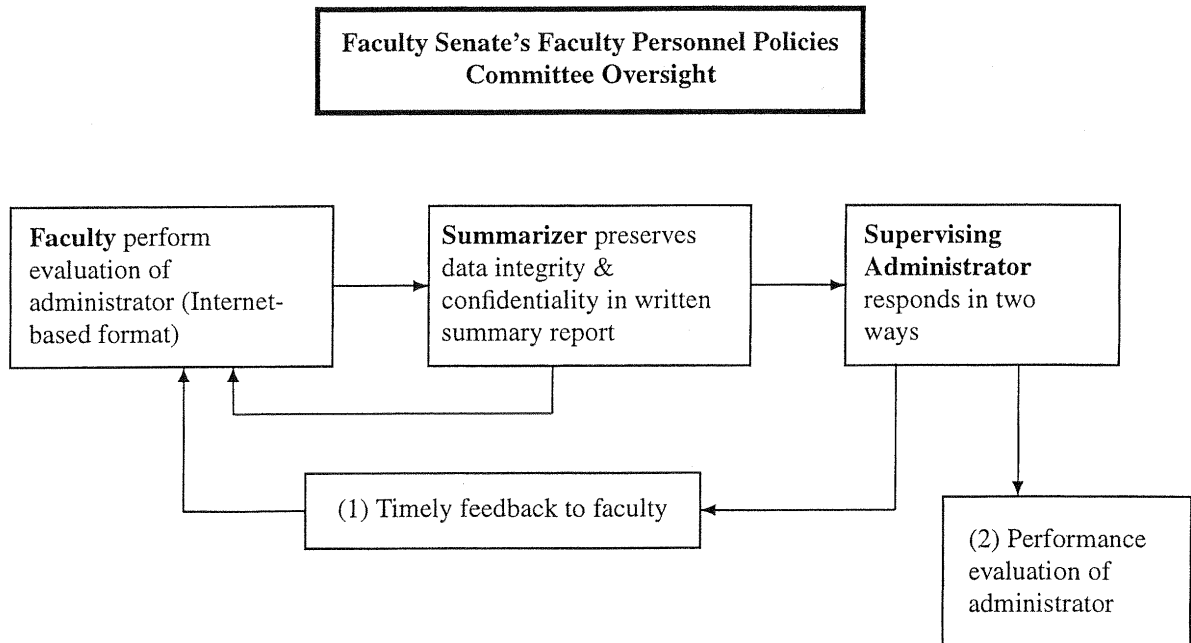 Faculty Senate's Faculty Personnel Policies
Committee Oversight
Faculty perform
evaluation of
administrator (Internet-
based format)
Summarizer preserves
data integrity &
confidentiality in written
summary report
Supervising
Administrator
responds in two
ways
(1) Timely feedback to faculty
(2) Performance
evaluation of
administrator